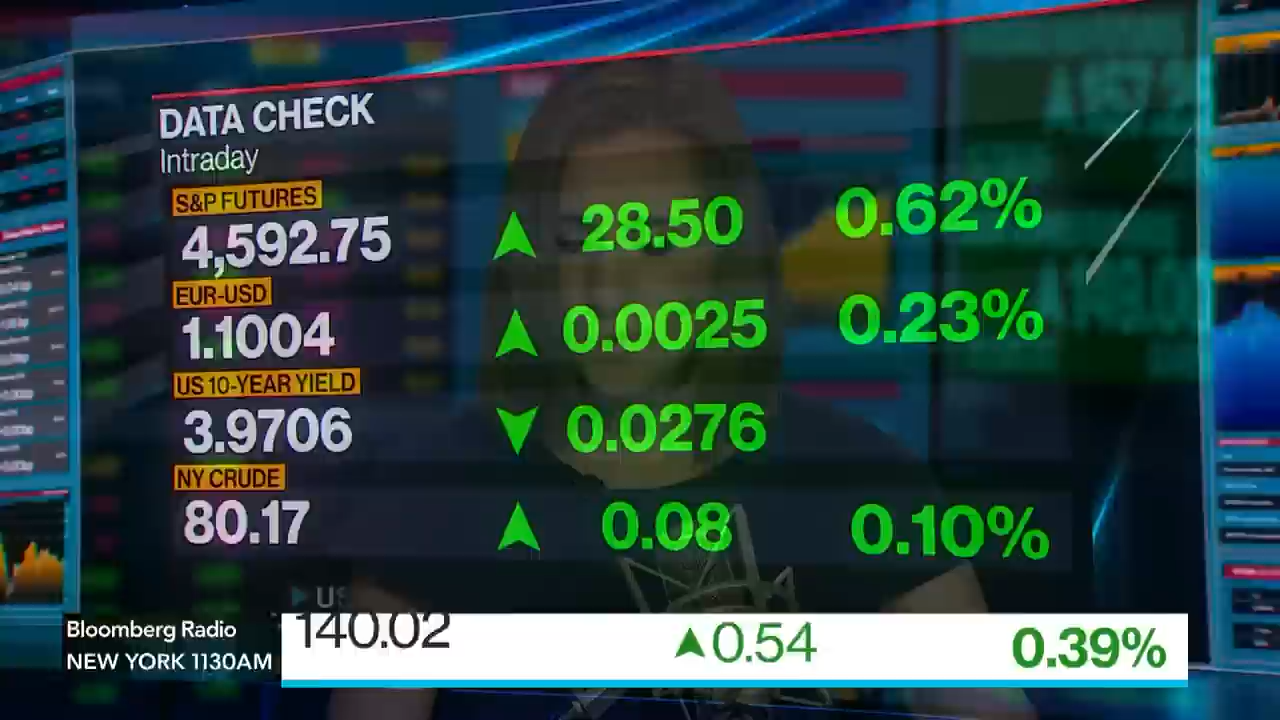 DATA CHECK
Intraday
S&P FUTURES
4,592.75 ▲ 28.50 0.62%
EUR-USD
1.1004 ▲ 0.0025 0.23%
US 10-YEAR YIELD
3.9706 ▼ 0.0276
NY CRUDE
80.17 ▲ 0.08 0.10%
Bloomberg Radio
NEW YORK 1130AM
140.02 ▲0.54 0.39%